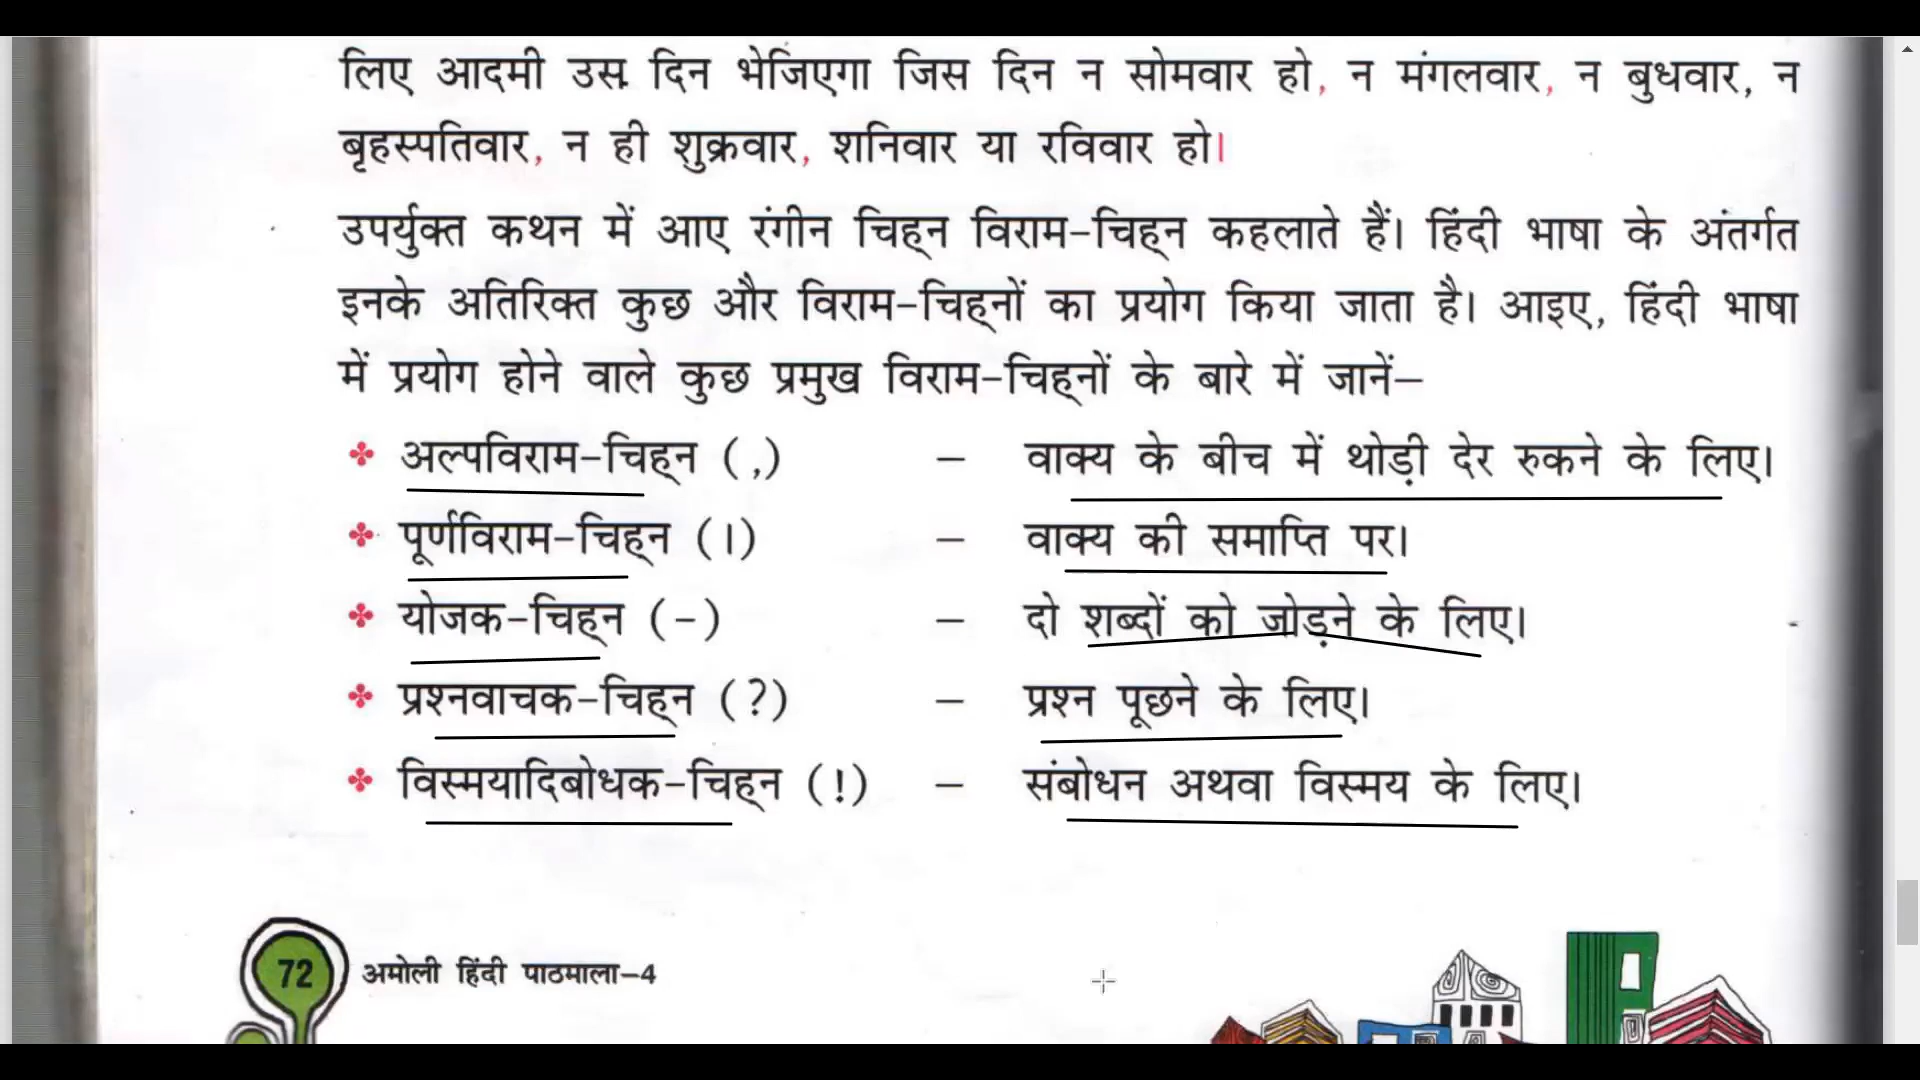 लिए आदमी उस दिन भेजिएगा जिस दिन न सोमवार हो, न मंगलवार, न बुधवार, न
बृहस्पतिवार, न ही शुक्रवार, शनिवार या रविवार हो।
उपर्युक्त कथन में आए रंगीन चिह्‌न विराम-चिह्‌न कहलाते हैं। हिंदी भाषा के अंतर्गत
इनके अतिरिक्त कुछ और विराम-चिह्‌नों का प्रयोग किया जाता है। आइए, हिंदी भाषा
में प्रयोग होने वाले कुछ प्रमुख विराम-चिह्‌नों के बारे में जानें–
अल्पविराम-चिह्‌न (,) – वाक्य के बीच में थोड़ी देर रुकने के लिए।
पूर्णविराम-चिह्‌न (।) – वाक्य की समाप्ति पर।
योजक-चिह्‌न (-) – दो शब्दों को जोड़ने के लिए।
प्रश्नवाचक-चिह्‌न (?) – प्रश्न पूछने के लिए।
विस्मयादिबोधक-चिह्‌न (!) – संबोधन अथवा विस्मय के लिए।
72 अमोली हिंदी पाठमाला–4